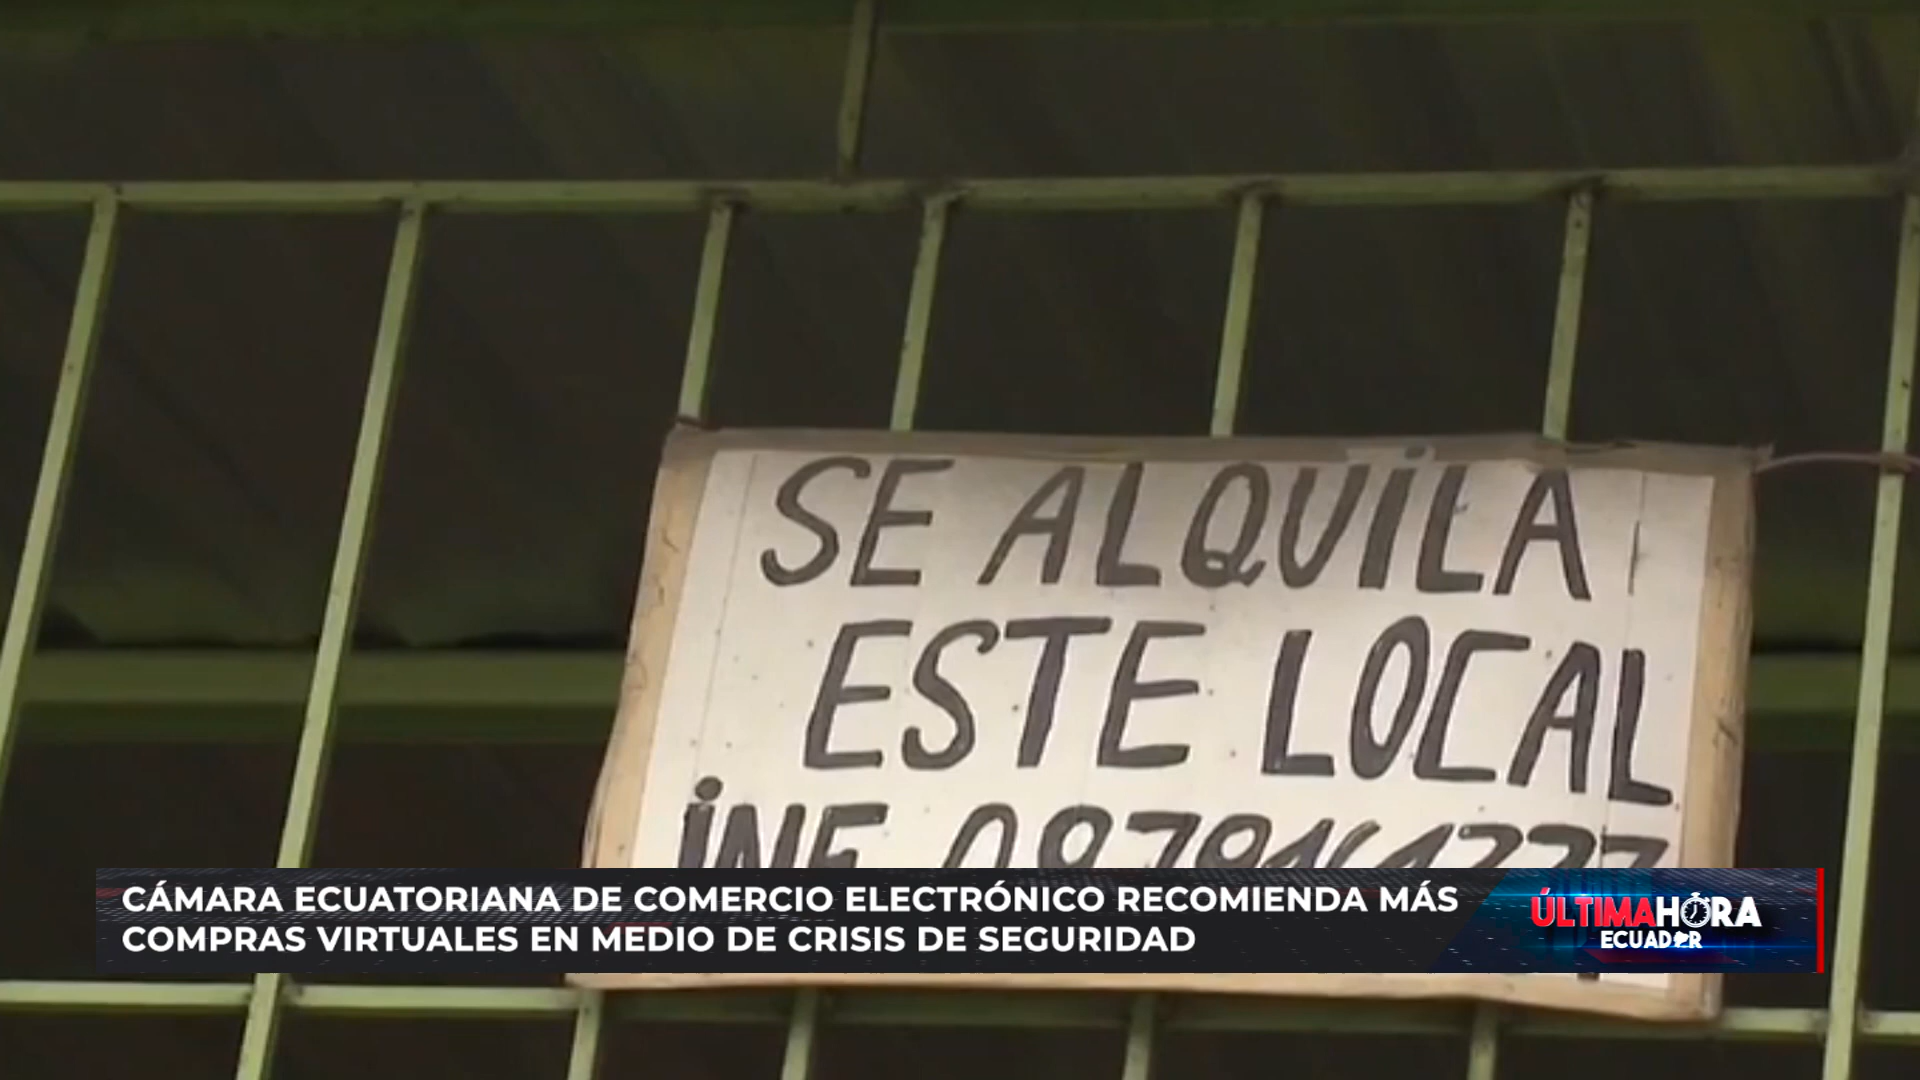 SE ALQUILA
ESTE LOCAL
INF
CÁMARA ECUATORIANA DE COMERCIO ELECTRÓNICO RECOMIENDA MÁS
COMPRAS VIRTUALES EN MEDIO DE CRISIS DE SEGURIDAD
ÚLTIMAHORA
ECUADOR